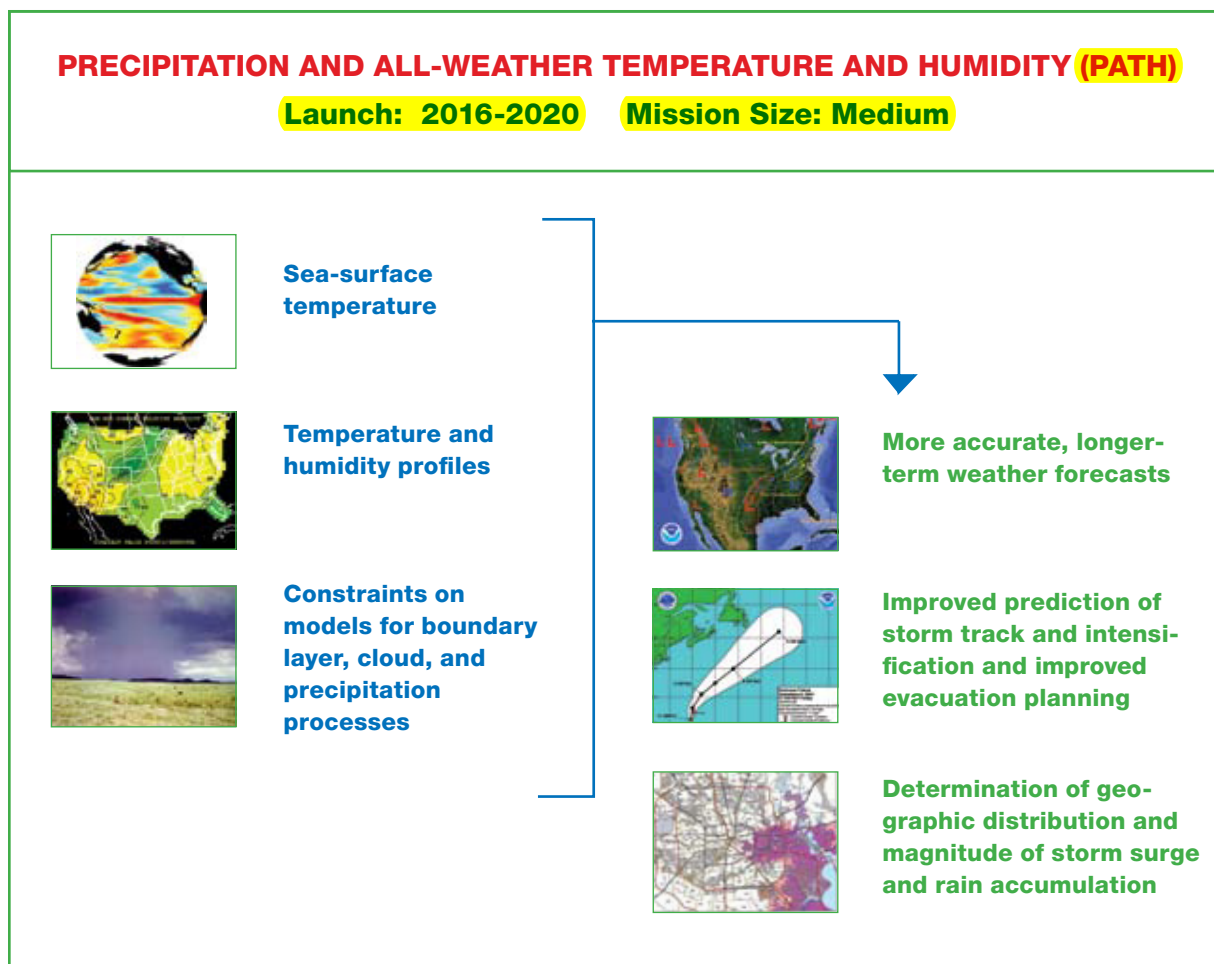 PRECIPITATION AND ALL-WEATHER TEMPERATURE AND HUMIDITY (PATH)
Launch: 2016-2020 Mission Size: Medium
Sea-surface
temperature
Temperature and
humidity profiles
Constraints on
models for boundary
layer, cloud, and
precipitation
processes
More accurate, longer-
term weather forecasts
Improved prediction of
storm track and intensi-
fication and improved
evacuation planning
Determination of geo-
graphic distribution and
magnitude of storm surge
and rain accumulation